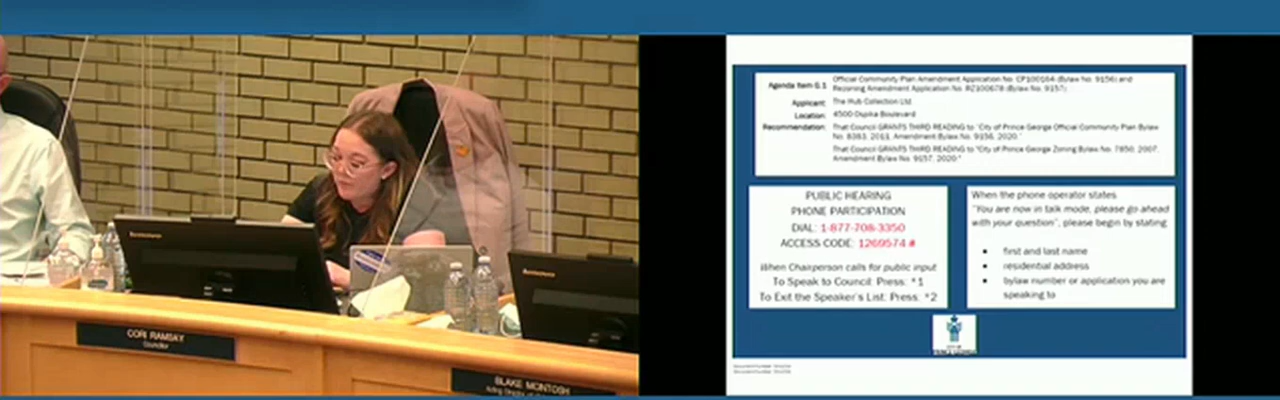 CORI RAMSAY
Councillor
BLAKE MCINTOSH
Agenda Item G.1
Official Community Plan Amendment Application No. CP100164 (Bylaw No. 9156) and
Rezoning Amendment Application No. RZ100678 (Bylaw No. 9157)
Applicant: The Hub Collection Ltd.
Location: 4500 Ospika Boulevard
Recommendation: That Council GRANTS THIRD READING to "City of Prince George Official Community Plan Bylaw
No. 8383, 2011, Amendment Bylaw No. 9156, 2020."
That Council GRANTS THIRD READING to "City of Prince George Zoning Bylaw No. 7850, 2007,
Amendment Bylaw No. 9157, 2020."
PUBLIC HEARING
PHONE PARTICIPATION
DIAL: 1-877-708-3350
ACCESS CODE: 1269574 #
When Chairperson calls for public input
To Speak to Council: Press: *1
To Exit the Speaker's List: Press: *2
When the phone operator states
"You are now in talk mode, please go ahead
with your question", please begin by stating
• first and last name
• residential address
• bylaw number or application you are
speaking to